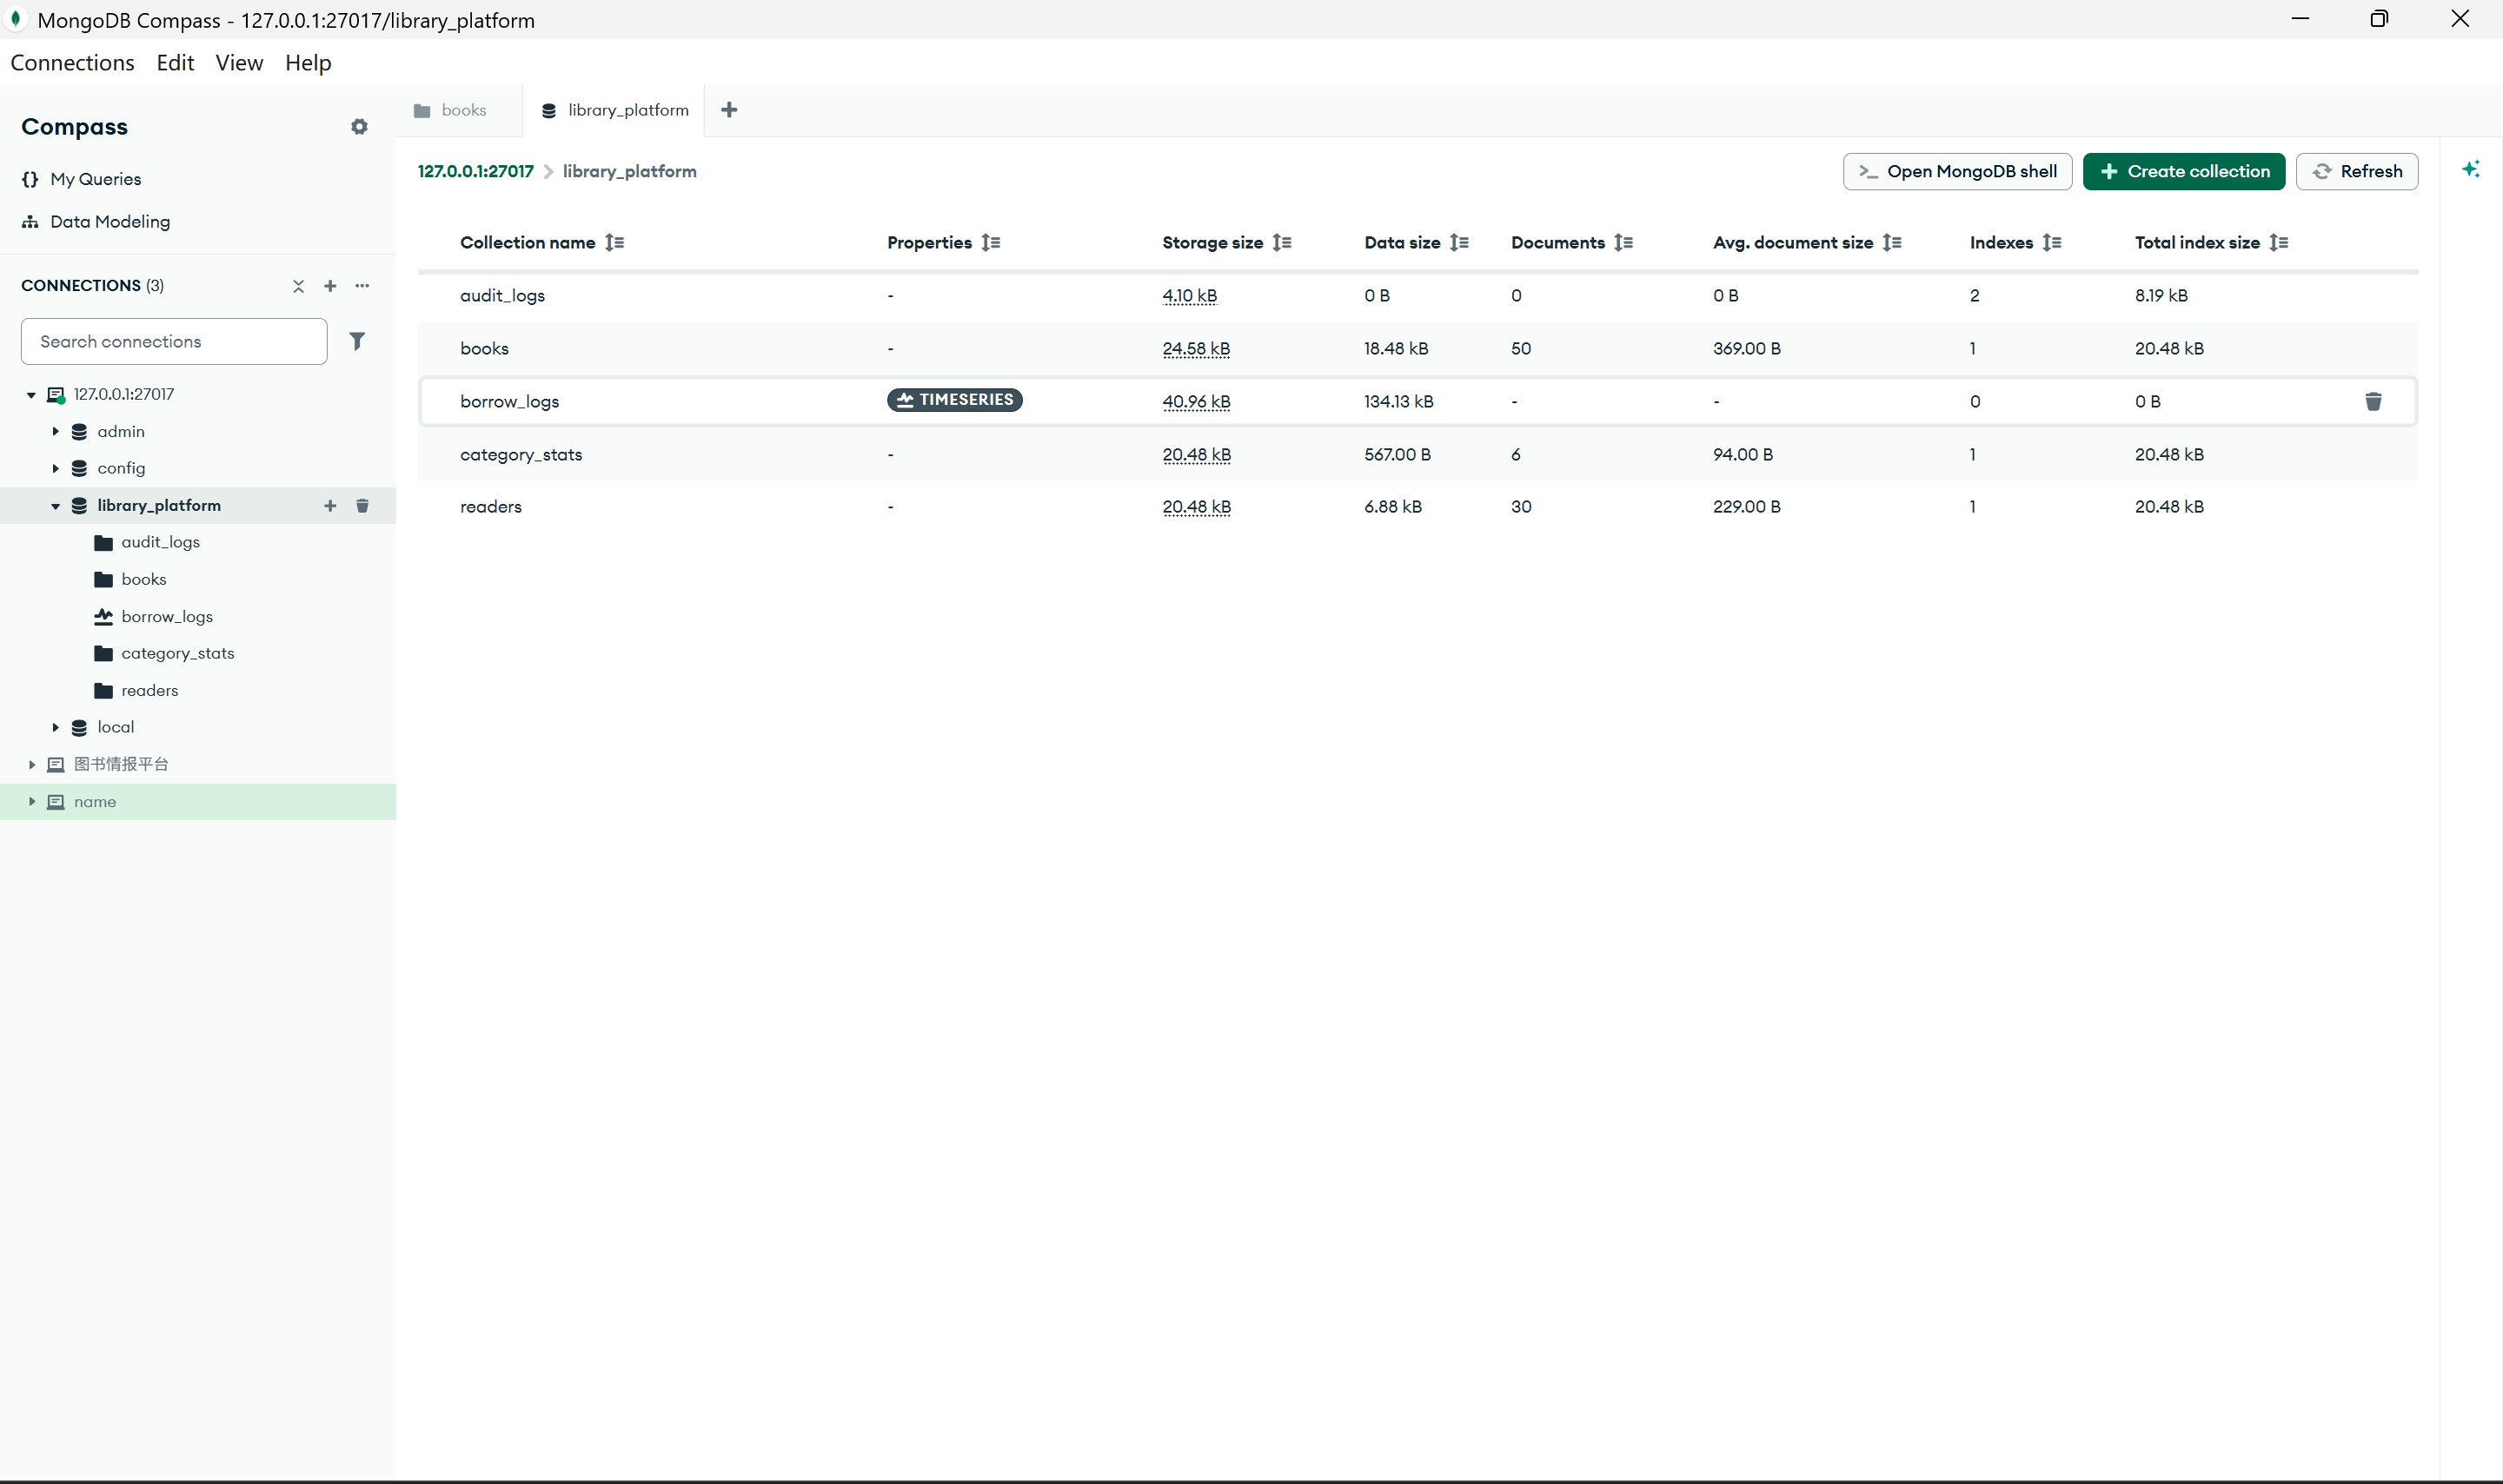 MongoDB Compass - 127.0.0.1:27017/library_platform
Connections Edit View Help
Compass
My Queries
Data Modeling
CONNECTIONS (3)
Search connections
127.0.0.1:27017
admin
config
library_platform
audit_logs
books
borrow_logs
category_stats
readers
local
图书情报平台
name
books library_platform
127.0.0.1:27017 library_platform
Open MongoDB shell Create collection Refresh
Collection name Properties Storage size Data size Documents Avg. document size Indexes Total index size
audit_logs - 4.10 kB 0 B 0 0 B 2 8.19 kB
books - 24.58 kB 18.48 kB 50 369.00 B 1 20.48 kB
borrow_logs TIMESERIES 40.96 kB 134.13 kB - - 0 0 B
category_stats - 20.48 kB 567.00 B 6 94.00 B 1 20.48 kB
readers - 20.48 kB 6.88 kB 30 229.00 B 1 20.48 kB